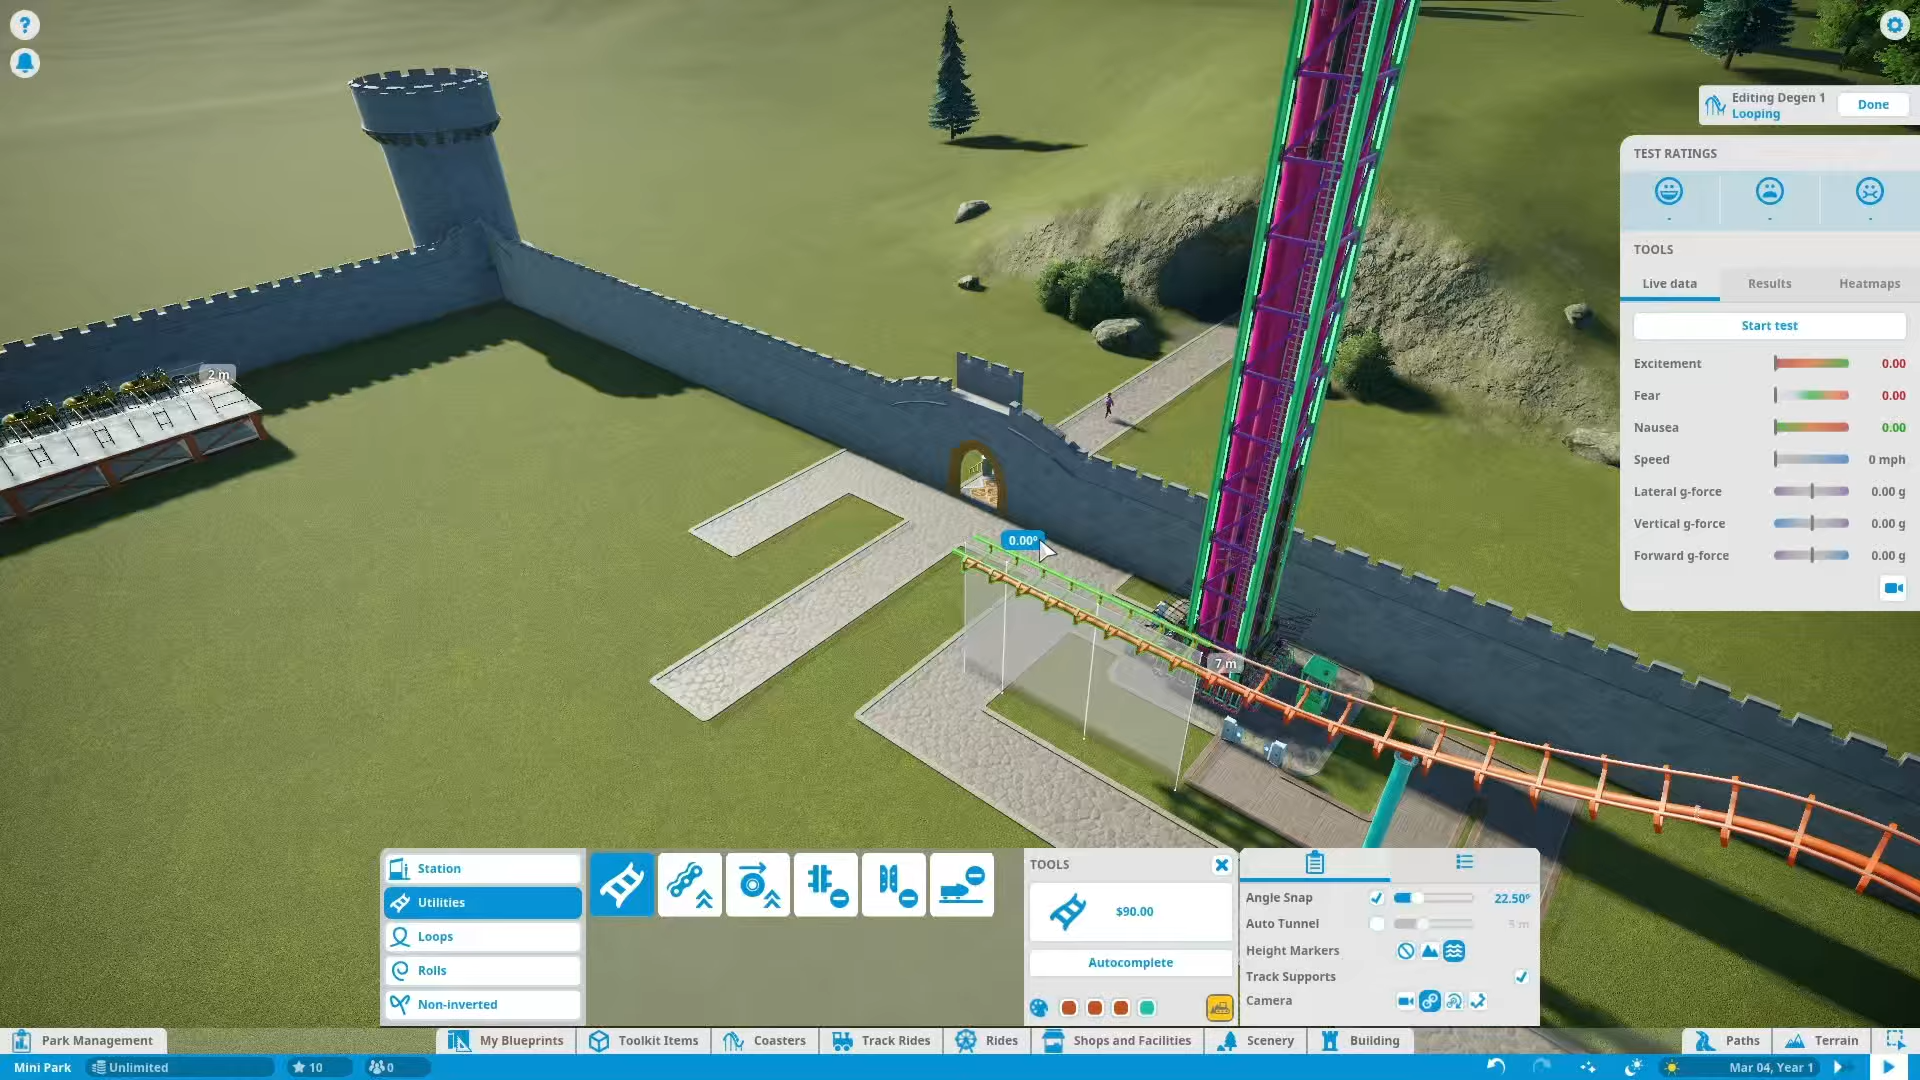 ?
Editing Degen 1
Looping
Done
TEST RATINGS
- - -
TOOLS
Live data Results Heatmaps
Start test
Excitement 0.00
Fear 0.00
Nausea 0.00
Speed 0 mph
Lateral g-force 0.00 g
Vertical g-force 0.00 g
Forward g-force 0.00 g
2 m
0.00°
7 m
Station
Utilities
Loops
Rolls
Non-inverted
TOOLS
$90.00
Autocomplete
Angle Snap 22.50°
Auto Tunnel 5 m
Height Markers
Track Supports
Camera
Park Management My Blueprints Toolkit Items Coasters Track Rides Rides Shops and Facilities Scenery Building Paths Terrain
Mini Park Unlimited 10 0 Mar 04, Year 1